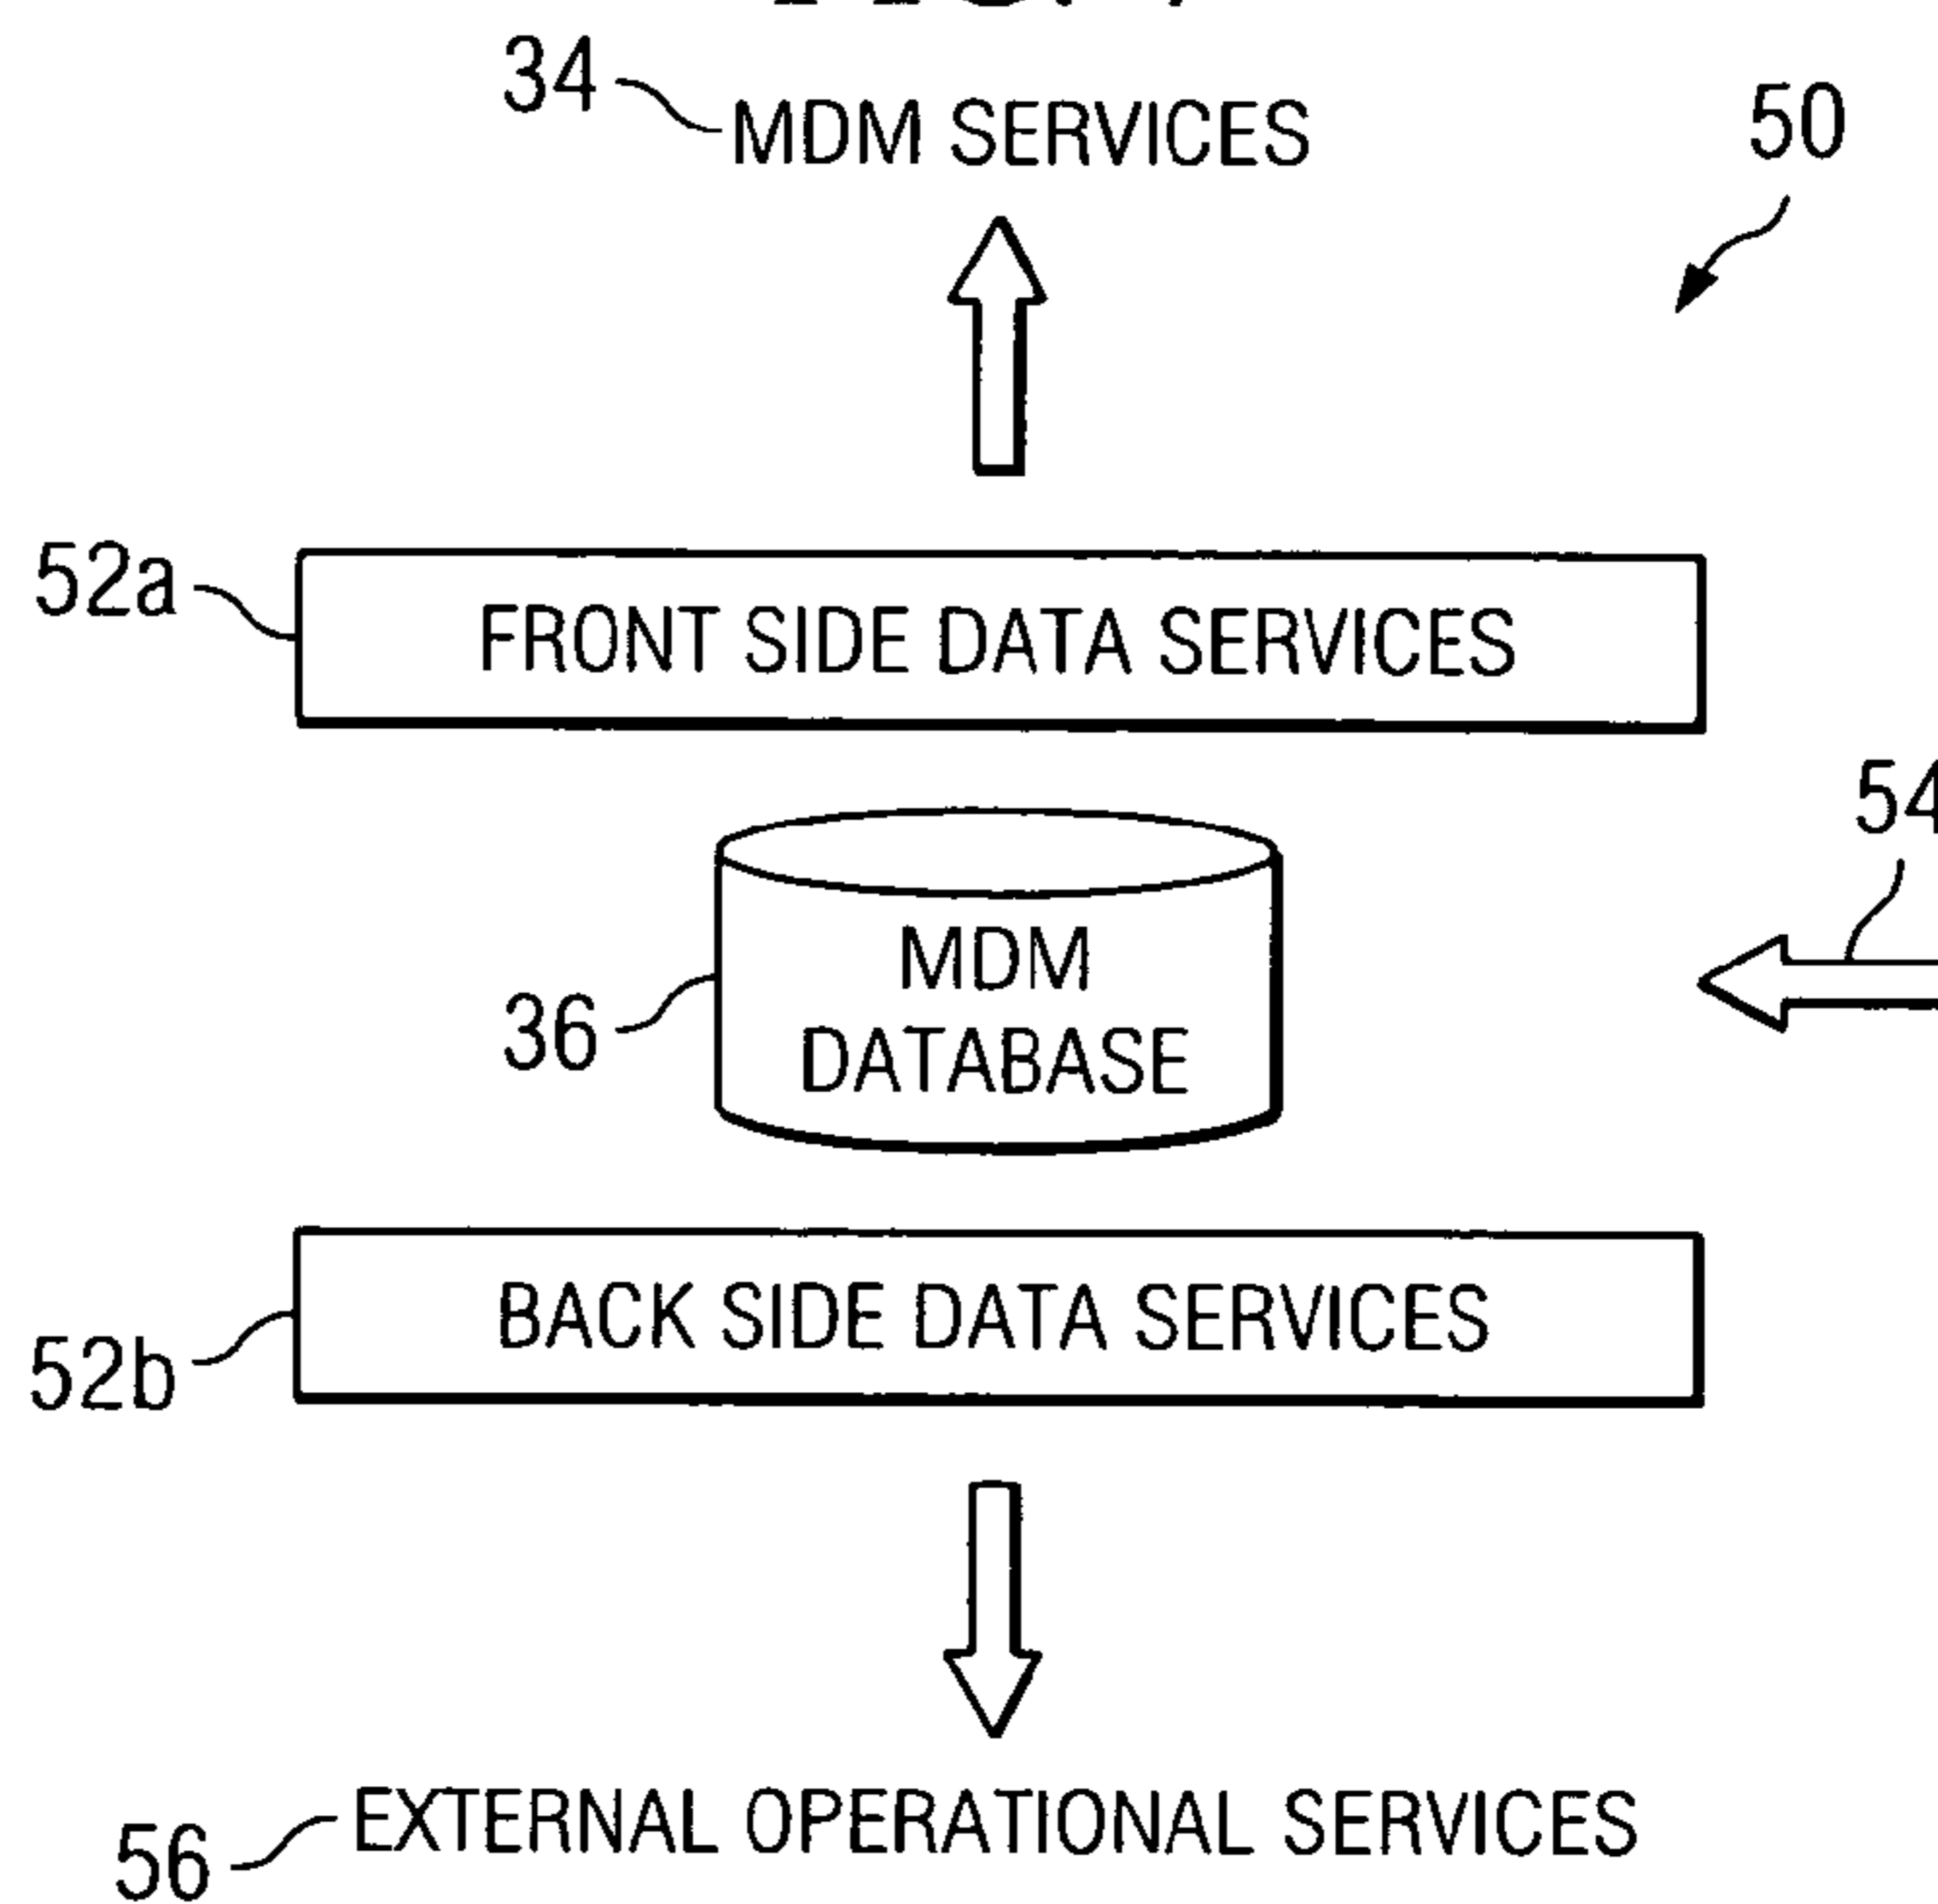 34
MDM SERVICES
50
52a
FRONT SIDE DATA SERVICES
54
MDM
36
DATABASE
BACK SIDE DATA SERVICES
52b
EXTERNAL OPERATIONAL SERVICES
56